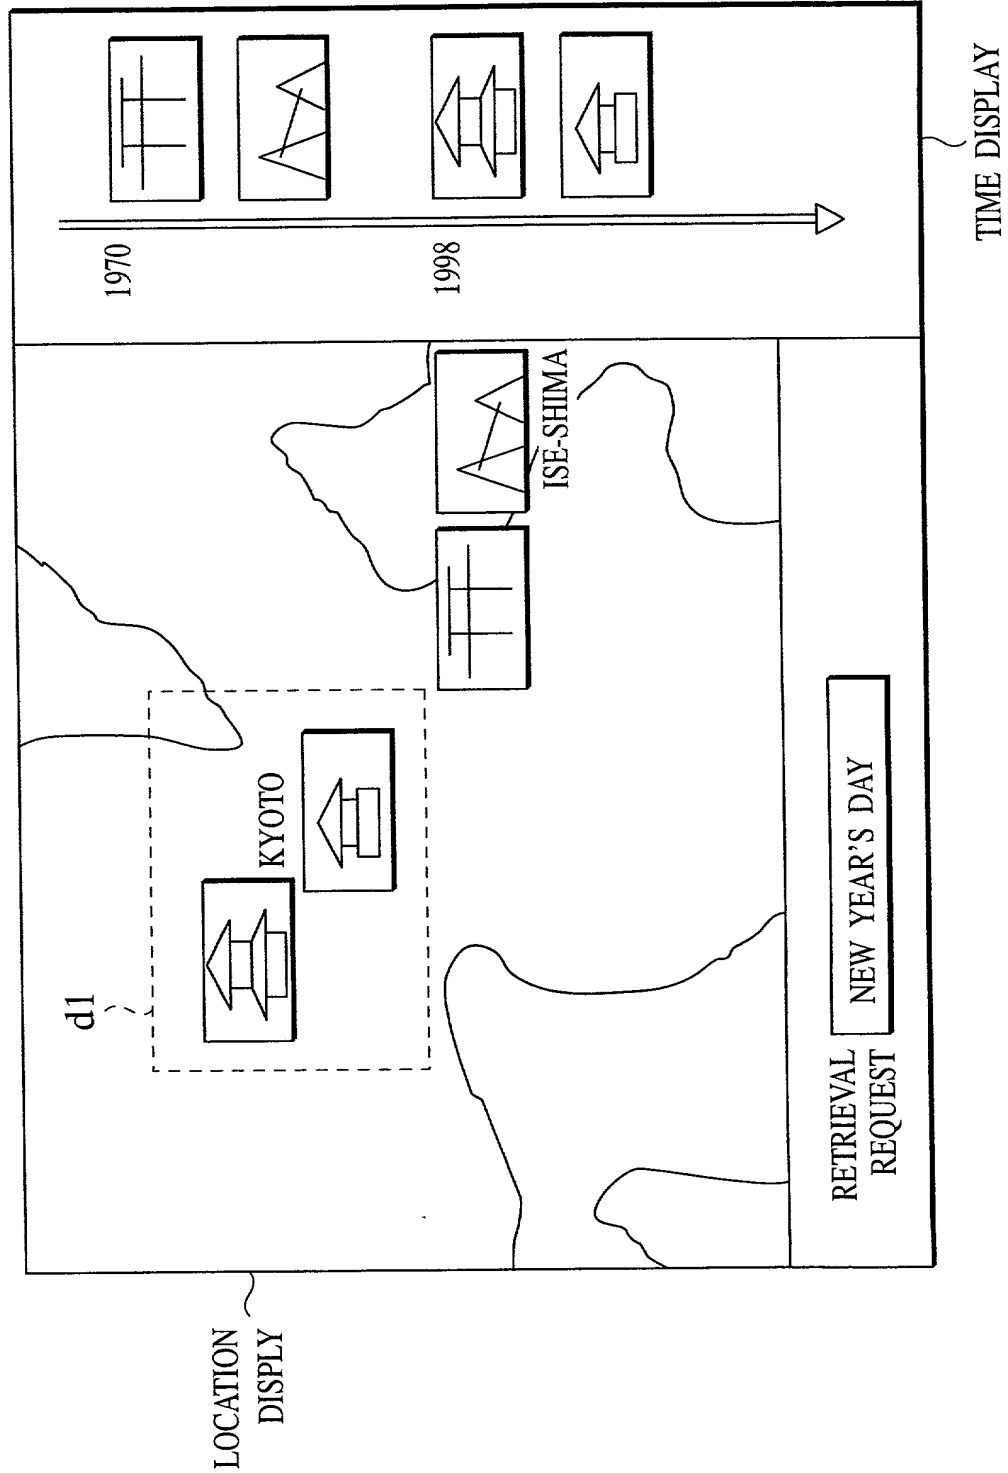 LOCATION
DISPLY
d1
KYOTO
ISE-SHIMA
1970
1998
TIME DISPLAY
RETRIEVAL
REQUEST
NEW YEAR'S DAY